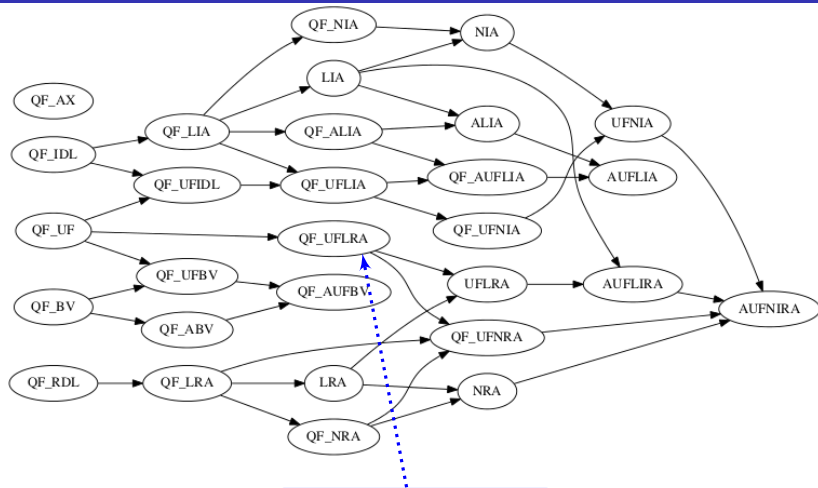 QF_NIA
NIA
LIA
QF_AX
QF_LIA
QF_ALIA
ALIA
UFNIA
QF_IDL
QF_UFIDL
QF_UFLIA
QF_AUFLIA
AUFLIA
QF_UF
QF_UFLRA
QF_UFNIA
QF_UFBV
QF_AUFBV
UFLRA
AUFLIRA
QF_BV
QF_ABV
QF_UFNRA
AUFNIRA
QF_RDL
QF_LRA
LRA
NRA
QF_NRA